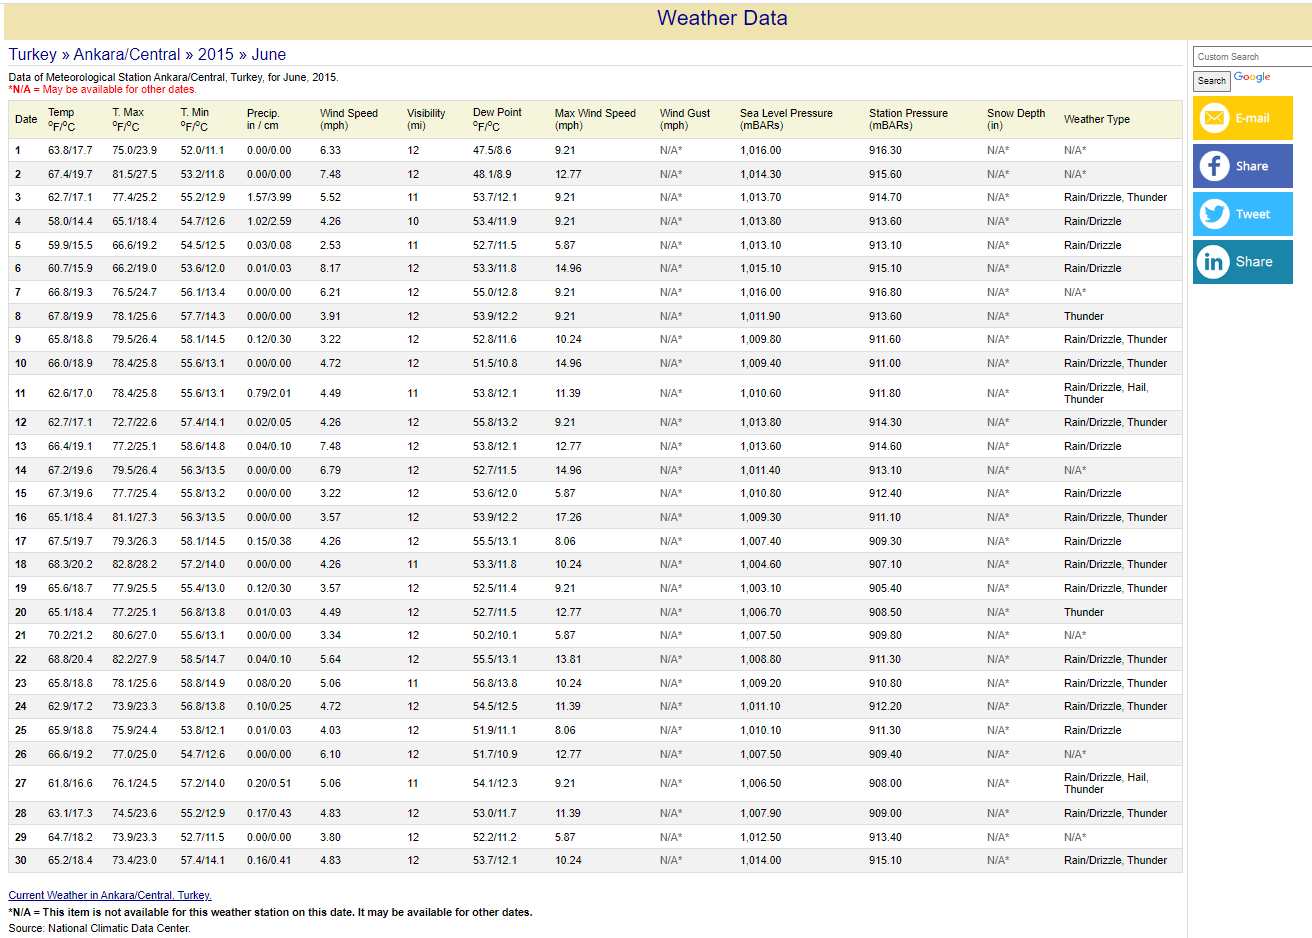 Weather Data
Turkey » Ankara/Central » 2015 » June
Data of Meteorological Station Ankara/Central, Turkey, for June, 2015.
*N/A = May be available for other dates.
Date Temp ºF/ºC T. Max ºF/ºC T. Min ºF/ºC Precip. in / cm Wind Speed (mph) Visibility (mi) Dew Point ºF/ºC Max Wind Speed (mph) Wind Gust (mph) Sea Level Pressure (mBARs) Station Pressure (mBARs) Snow Depth (in) Weather Type
1 63.8/17.7 75.0/23.9 52.0/11.1 0.00/0.00 6.33 12 47.5/8.6 9.21 N/A* 1,016.00 916.30 N/A* N/A*
2 67.4/19.7 81.5/27.5 53.2/11.8 0.00/0.00 7.48 12 48.1/8.9 12.77 N/A* 1,014.30 915.60 N/A* N/A*
3 62.7/17.1 77.4/25.2 55.2/12.9 1.57/3.99 5.52 11 53.7/12.1 9.21 N/A* 1,013.70 914.70 N/A* Rain/Drizzle, Thunder
4 58.0/14.4 65.1/18.4 54.7/12.6 1.02/2.59 4.26 10 53.4/11.9 9.21 N/A* 1,013.80 913.60 N/A* Rain/Drizzle
5 59.9/15.5 66.6/19.2 54.5/12.5 0.03/0.08 2.53 11 52.7/11.5 5.87 N/A* 1,013.10 913.10 N/A* Rain/Drizzle
6 60.7/15.9 66.2/19.0 53.6/12.0 0.01/0.03 8.17 12 53.3/11.8 14.96 N/A* 1,015.10 915.10 N/A* Rain/Drizzle
7 66.8/19.3 76.5/24.7 56.1/13.4 0.00/0.00 6.21 12 55.0/12.8 9.21 N/A* 1,016.00 916.80 N/A* N/A*
8 67.8/19.9 78.1/25.6 57.7/14.3 0.00/0.00 3.91 12 53.9/12.2 9.21 N/A* 1,011.90 913.60 N/A* Thunder
9 65.8/18.8 79.5/26.4 58.1/14.5 0.12/0.30 3.22 12 52.8/11.6 10.24 N/A* 1,009.80 911.60 N/A* Rain/Drizzle, Thunder
10 66.0/18.9 78.4/25.8 55.6/13.1 0.00/0.00 4.72 12 51.5/10.8 14.96 N/A* 1,009.40 911.00 N/A* Rain/Drizzle, Thunder
11 62.6/17.0 78.4/25.8 55.6/13.1 0.79/2.01 4.49 11 53.8/12.1 11.39 N/A* 1,010.60 911.80 N/A* Rain/Drizzle, Hail, Thunder
12 62.7/17.1 72.7/22.6 57.4/14.1 0.02/0.05 4.26 12 55.8/13.2 9.21 N/A* 1,013.80 914.30 N/A* Rain/Drizzle, Thunder
13 66.4/19.1 77.2/25.1 58.6/14.8 0.04/0.10 7.48 12 53.8/12.1 12.77 N/A* 1,013.60 914.60 N/A* Rain/Drizzle
14 67.2/19.6 79.5/26.4 56.3/13.5 0.00/0.00 6.79 12 52.7/11.5 14.96 N/A* 1,011.40 913.10 N/A* N/A*
15 67.3/19.6 77.7/25.4 55.8/13.2 0.00/0.00 3.22 12 53.6/12.0 5.87 N/A* 1,010.80 912.40 N/A* Rain/Drizzle
16 65.1/18.4 81.1/27.3 56.3/13.5 0.00/0.00 3.57 12 53.9/12.2 17.26 N/A* 1,009.30 911.10 N/A* Rain/Drizzle, Thunder
17 67.5/19.7 79.3/26.3 58.1/14.5 0.15/0.38 4.26 12 55.5/13.1 8.06 N/A* 1,007.40 909.30 N/A* Rain/Drizzle
18 68.3/20.2 82.8/28.2 57.2/14.0 0.00/0.00 4.26 11 53.3/11.8 10.24 N/A* 1,004.60 907.10 N/A* Rain/Drizzle, Thunder
19 65.6/18.7 77.9/25.5 55.4/13.0 0.12/0.30 3.57 12 52.5/11.4 9.21 N/A* 1,003.10 905.40 N/A* Rain/Drizzle, Thunder
20 65.1/18.4 77.2/25.1 56.8/13.8 0.01/0.03 4.49 12 52.7/11.5 12.77 N/A* 1,006.70 908.50 N/A* Thunder
21 70.2/21.2 80.6/27.0 55.6/13.1 0.00/0.00 3.34 12 50.2/10.1 5.87 N/A* 1,007.50 909.80 N/A* N/A*
22 68.8/20.4 82.2/27.9 58.5/14.7 0.04/0.10 5.64 12 55.5/13.1 13.81 N/A* 1,008.80 911.30 N/A* Rain/Drizzle, Thunder
23 65.8/18.8 78.1/25.6 58.8/14.9 0.08/0.20 5.06 11 56.8/13.8 10.24 N/A* 1,009.20 910.80 N/A* Rain/Drizzle, Thunder
24 62.9/17.2 73.9/23.3 56.8/13.8 0.10/0.25 4.72 12 54.5/12.5 11.39 N/A* 1,011.10 912.20 N/A* Rain/Drizzle, Thunder
25 65.9/18.8 75.9/24.4 53.8/12.1 0.01/0.03 4.03 12 51.9/11.1 8.06 N/A* 1,010.10 911.30 N/A* Rain/Drizzle
26 66.6/19.2 77.0/25.0 54.7/12.6 0.00/0.00 6.10 12 51.7/10.9 12.77 N/A* 1,007.50 909.40 N/A* N/A*
27 61.8/16.6 76.1/24.5 57.2/14.0 0.20/0.51 5.06 11 54.1/12.3 9.21 N/A* 1,006.50 908.00 N/A* Rain/Drizzle, Hail, Thunder
28 63.1/17.3 74.5/23.6 55.2/12.9 0.17/0.43 4.83 12 53.0/11.7 11.39 N/A* 1,007.90 909.00 N/A* Rain/Drizzle, Thunder
29 64.7/18.2 73.9/23.3 52.7/11.5 0.00/0.00 3.80 12 52.2/11.2 5.87 N/A* 1,012.50 913.40 N/A* N/A*
30 65.2/18.4 73.4/23.0 57.4/14.1 0.16/0.41 4.83 12 53.7/12.1 10.24 N/A* 1,014.00 915.10 N/A* Rain/Drizzle, Thunder
Current Weather in Ankara/Central, Turkey.
*N/A = This item is not available for this weather station on this date. It may be available for other dates.
Source: National Climatic Data Center.
Custom Search
Search Google
E-mail
Share
Tweet
in Share